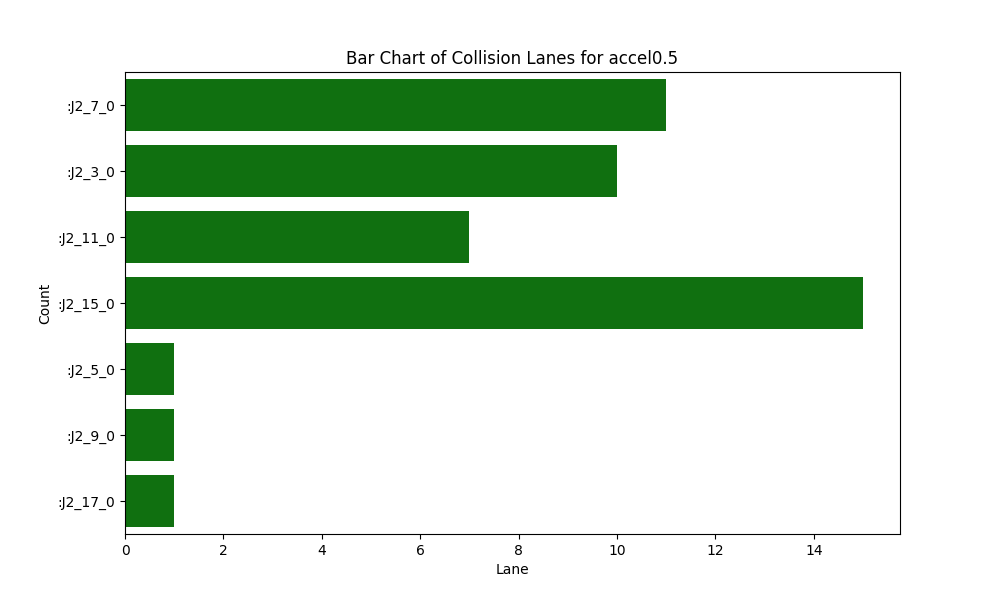 Bar Chart of Collision Lanes for accel0.5
:J2_7_0
:J2_3_0
:J2_11_0
:J2_15_0
:J2_5_0
:J2_9_0
:J2_17_0
Count
0 2 4 6 8 10 12 14
Lane